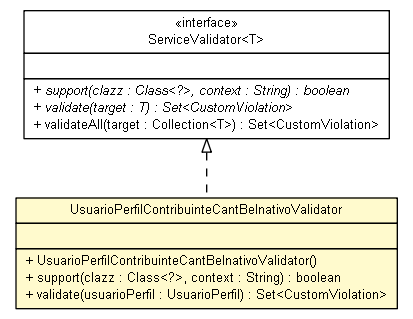 «interface»
ServiceValidator<T>
+ support(clazz : Class<?>, context : String) : boolean
+ validate(target : T) : Set<CustomViolation>
+ validateAll(target : Collection<T>) : Set<CustomViolation>
UsuarioPerfilContribuinteCantBeInativoValidator
+ UsuarioPerfilContribuinteCantBeInativoValidator()
+ support(clazz : Class<?>, context : String) : boolean
+ validate(usuarioPerfil : UsuarioPerfil) : Set<CustomViolation>